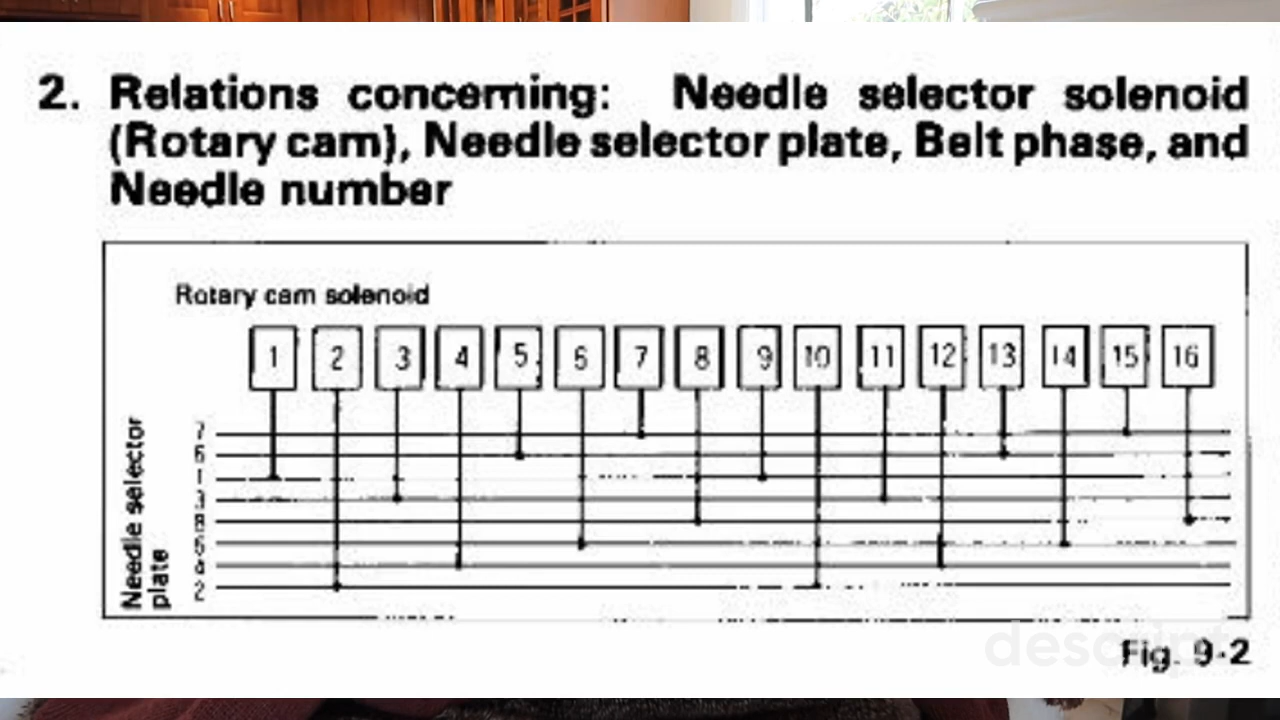 2. Relations concerning: Needle selector solenoid
(Rotary cam), Needle selector plate, Belt phase, and
Needle number
Rotary cam solenoid
1 2 3 4 5 6 7 8 9 10 11 12 13 14 15 16
Needle selector
plate
7
6
1
3
8
5
4
2
descript
Fig. 9-2